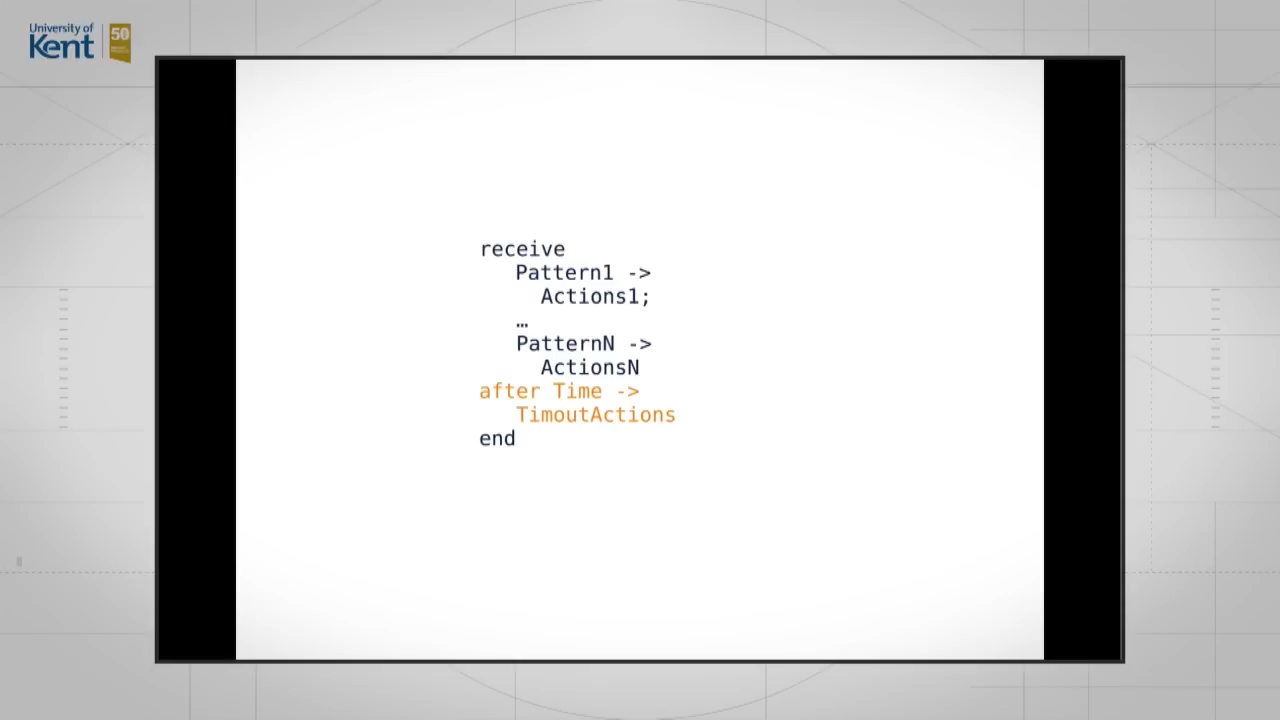 University of
Kent
50
receive
Pattern1 ->
Actions1;
…
PatternN ->
ActionsN
after Time ->
TimoutActions
end